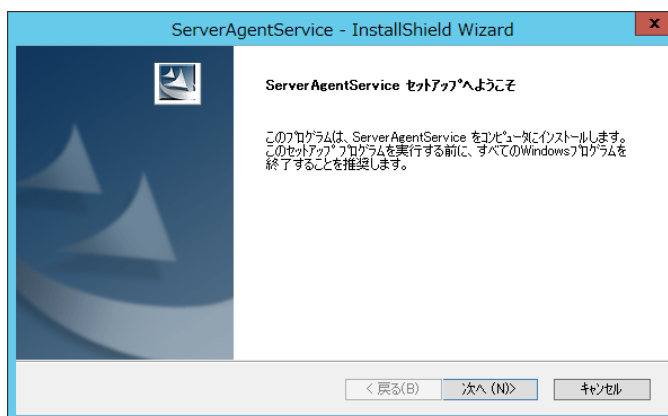 ServerAgentService - InstallShield Wizard
x
ServerAgentService ｾｯﾄｱｯﾌﾟへようこそ
このﾌﾟﾛｸﾞﾗﾑは、ServerAgentService をｺﾝﾋﾟｭｰﾀにｲﾝｽﾄｰﾙします。
このｾｯﾄｱｯﾌﾟ ﾌﾟﾛｸﾞﾗﾑを実行する前に、すべてのWindowsﾌﾟﾛｸﾞﾗﾑを
終了することを推奨します。
< 戻る(B)
次へ (N)>
ｷｬﾝｾﾙ